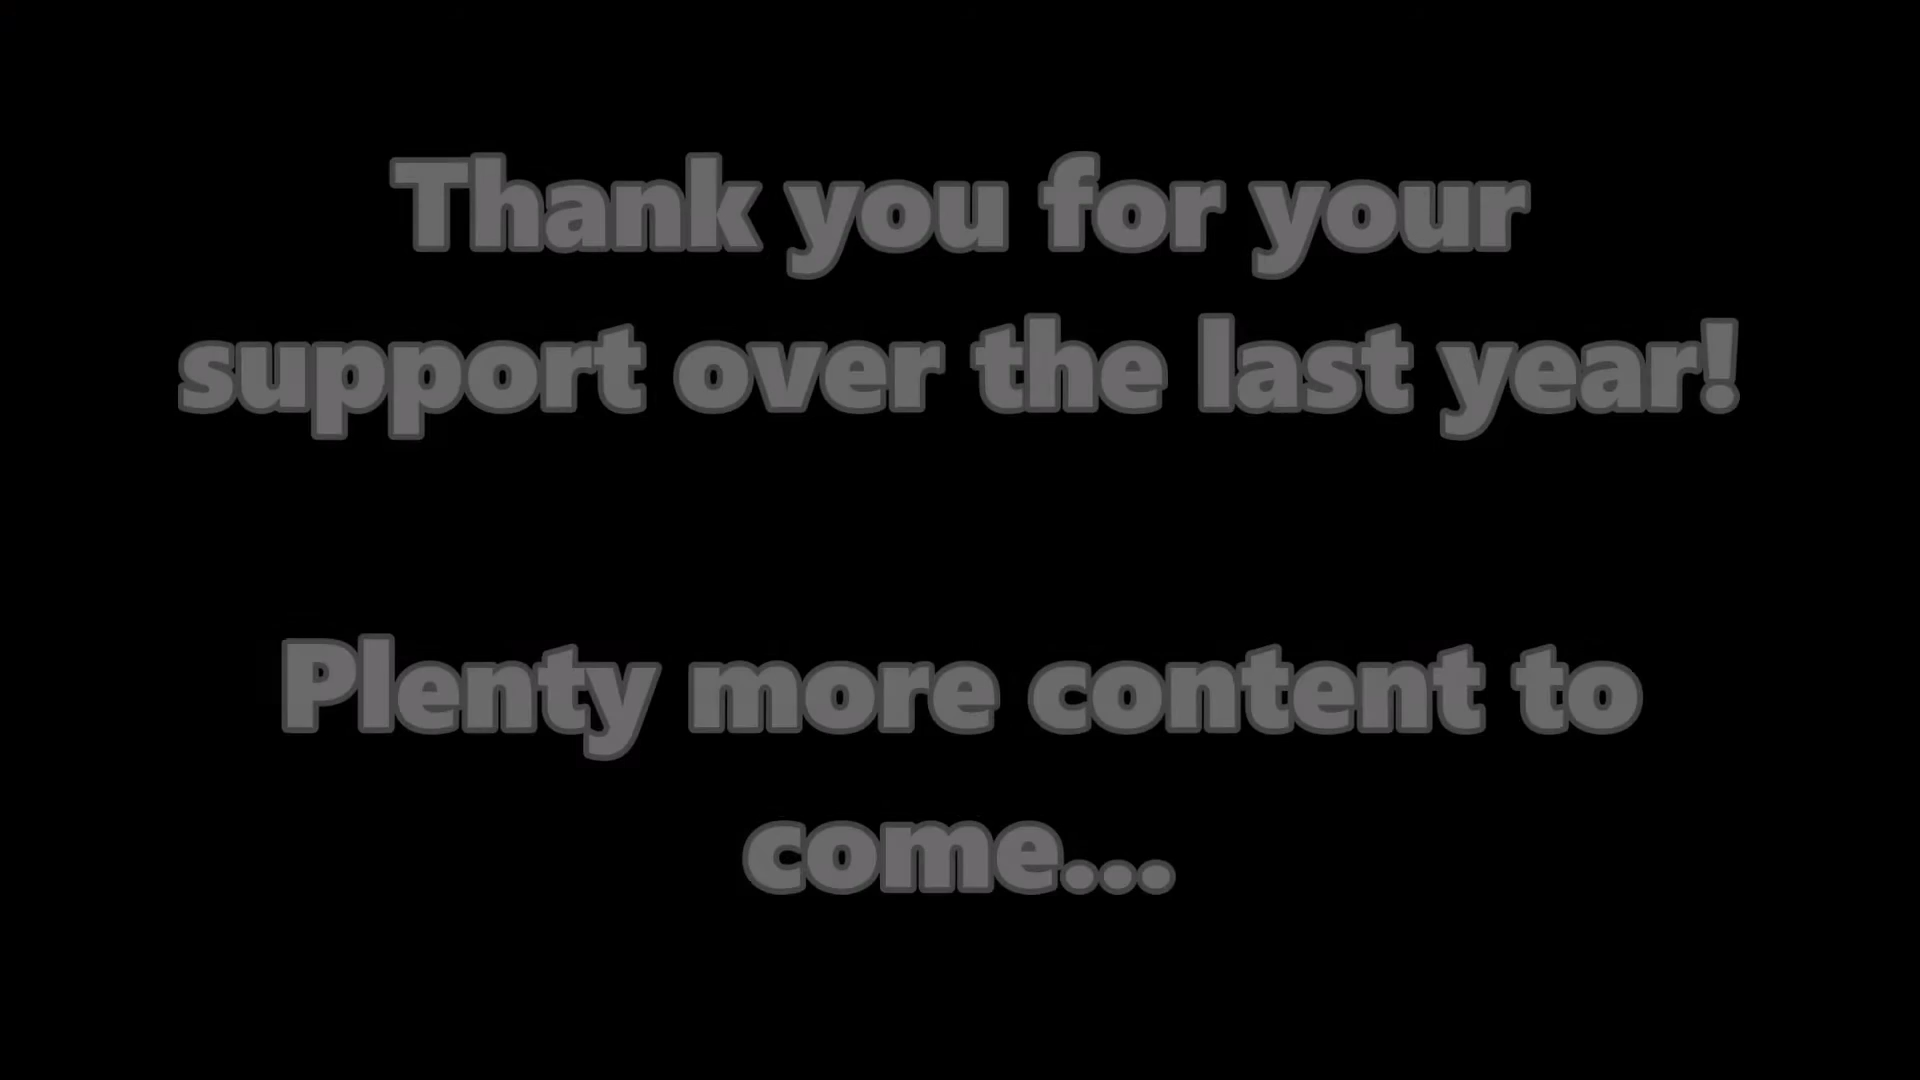 Thank you for your
support over the last year!
Plenty more content to
come...